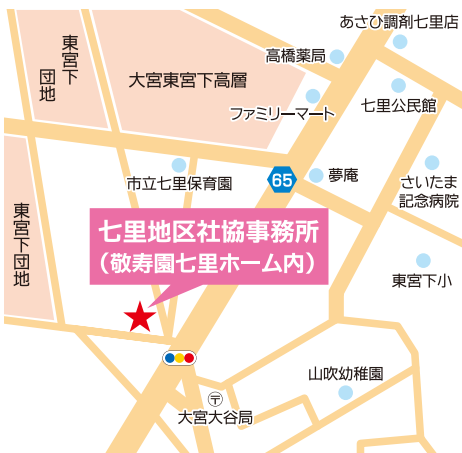 あさひ調剤七里店
高橋薬局
東宮下
団地
大宮東宮下高層
ファミリーマート
七里公民館
65
夢庵
市立七里保育園
さいたま
記念病院
東宮下団地
七里地区社協事務所
（敬寿園七里ホーム内）
東宮下小
山吹幼稚園
〒
大宮大谷局